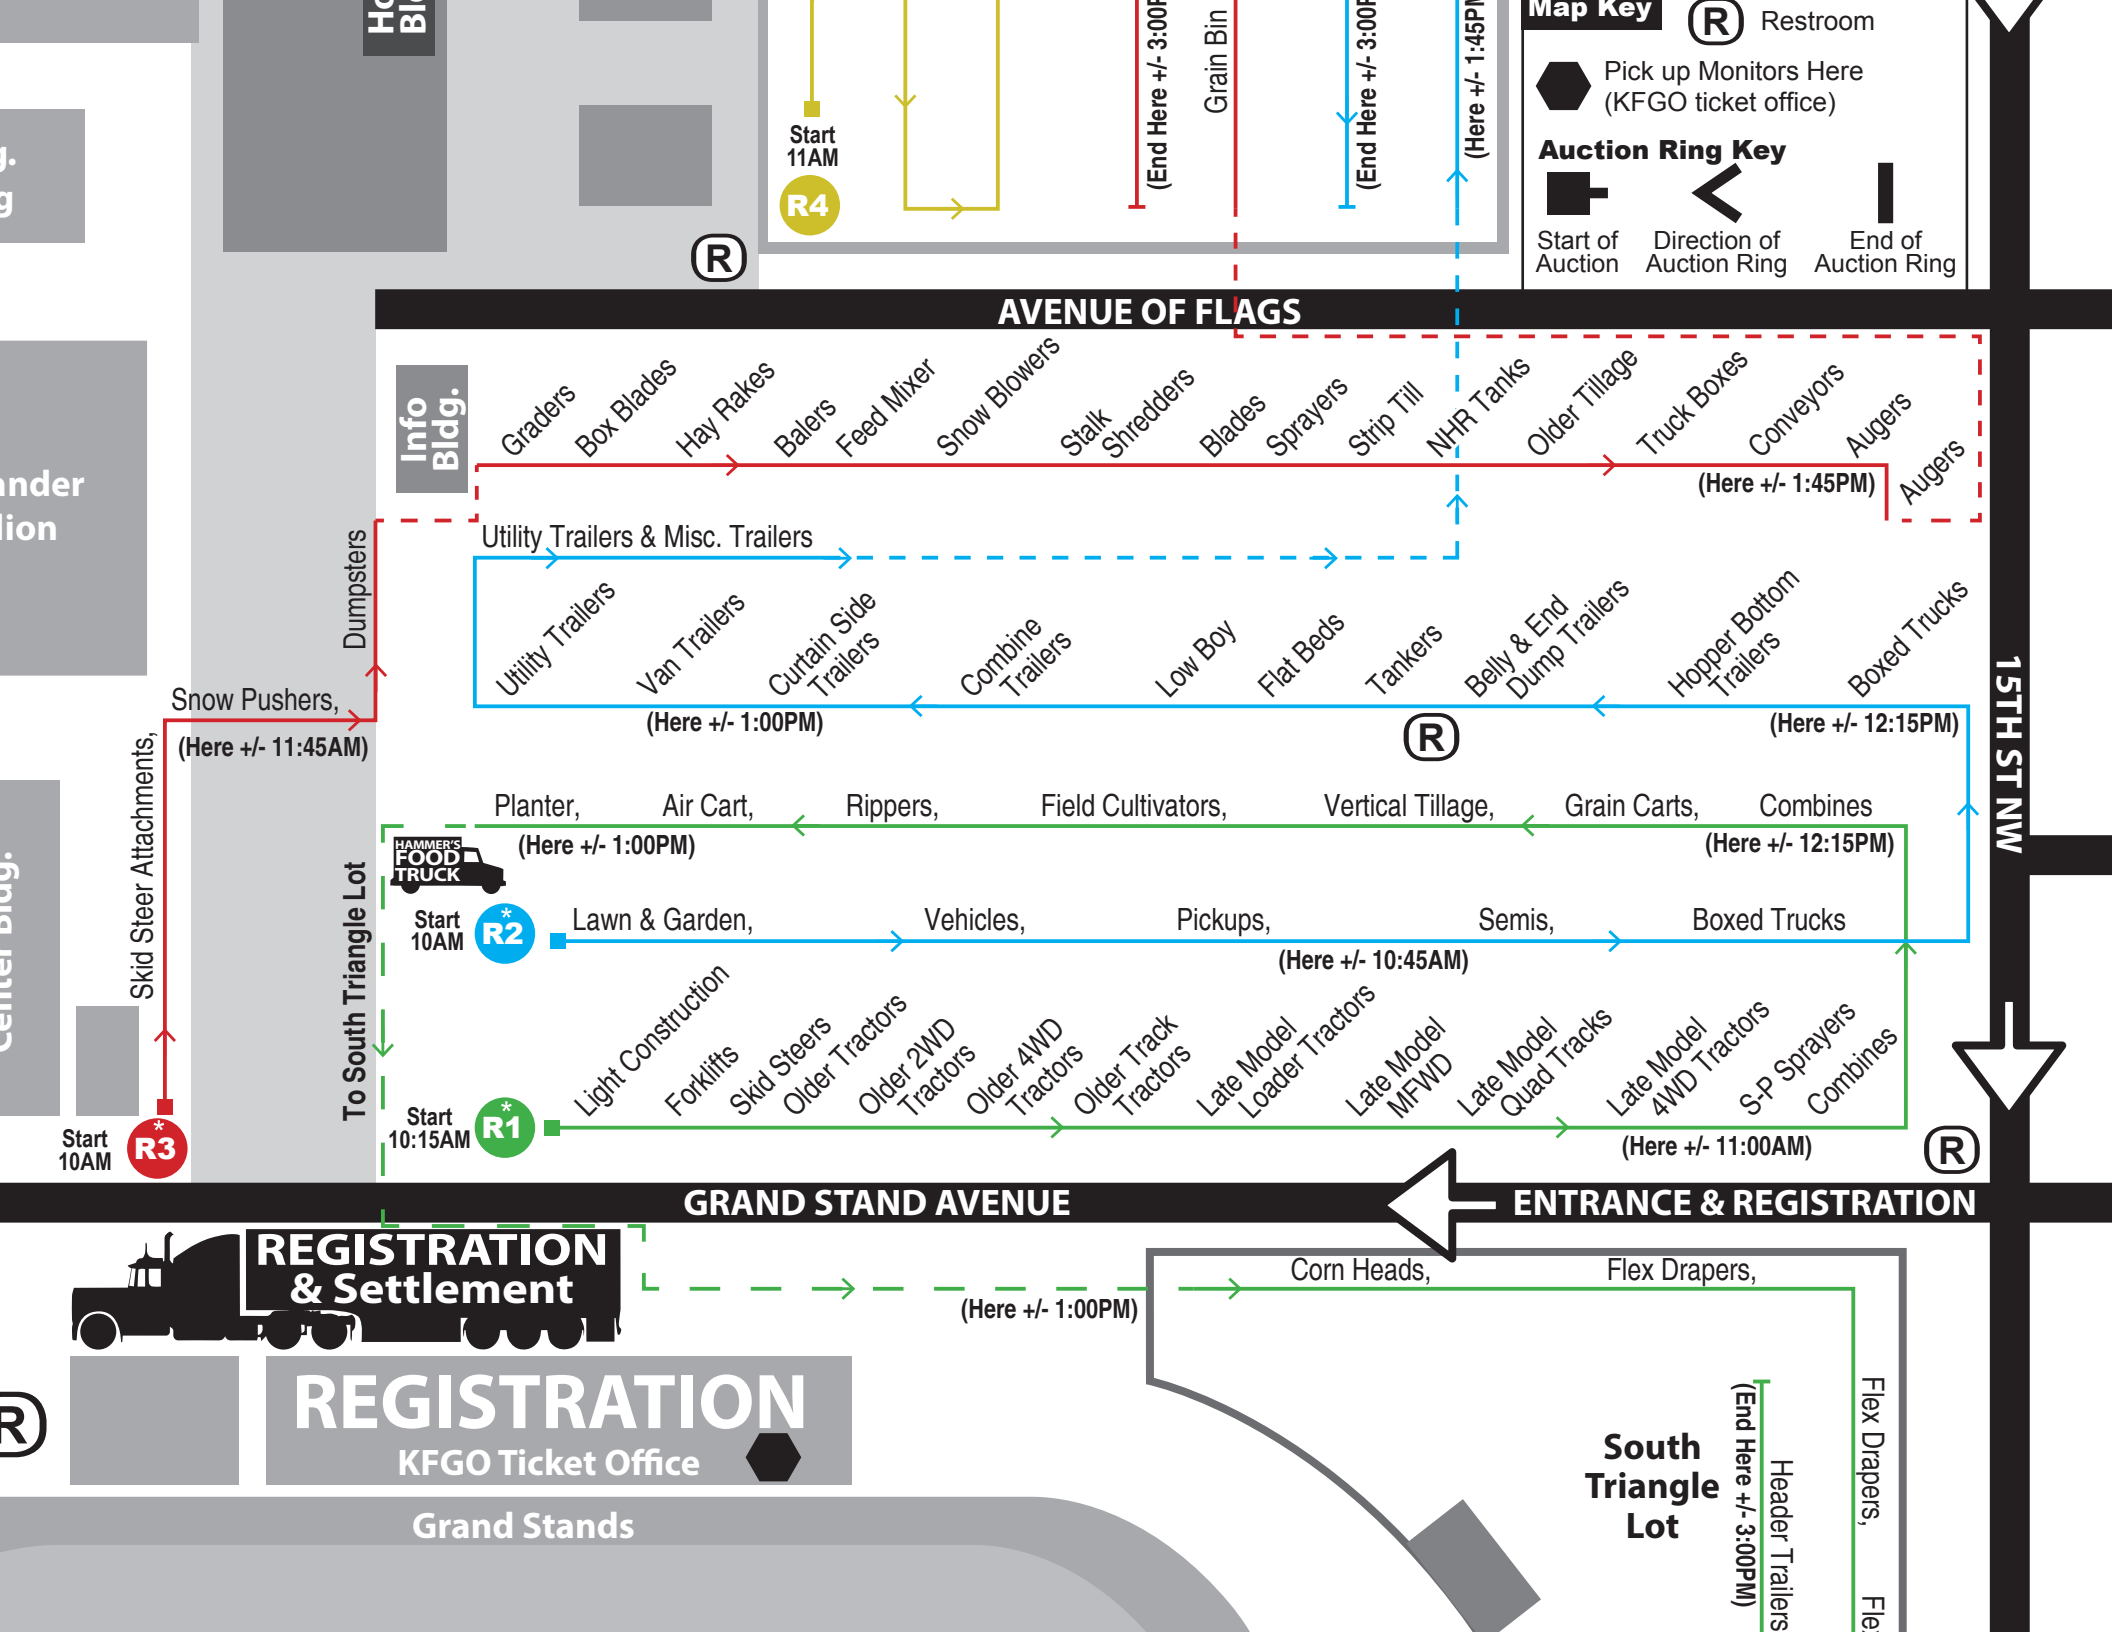 Map Key
R
Restroom
Pick up Monitors Here
(KFGO ticket office)
Auction Ring Key
Start of
Auction
Direction of
Auction Ring
End of
Auction Ring
Start
11AM
R4
(End Here +/- 3:00P
Grain Bin
(End Here +/- 3:00P
(Here +/- 1:45PM
R
AVENUE OF FLAGS
Info
Bldg.
Graders
Box Blades
Hay Rakes
Balers
Feed Mixer
Snow Blowers
Stalk
Shredders
Blades
Sprayers
Strip Till
NHR Tanks
Older Tillage
Truck Boxes
Conveyors
Augers
Augers
(Here +/- 1:45PM)
Dumpsters
Utility Trailers & Misc. Trailers
Utility Trailers
Van Trailers
Curtain Side
Trailers
Combine
Trailers
Low Boy
Flat Beds
Tankers
Belly & End
Dump Trailers
Hopper Bottom
Trailers
Boxed Trucks
Snow Pushers,
(Here +/- 11:45AM)
(Here +/- 1:00PM)
R
(Here +/- 12:15PM)
15TH ST NW
Skid Steer Attachments,
Planter,
Air Cart,
Rippers,
Field Cultivators,
Vertical Tillage,
Grain Carts,
Combines
(Here +/- 1:00PM)
(Here +/- 12:15PM)
HAMMER'S
FOOD
TRUCK
To South Triangle Lot
Start
10AM
*
R2
Lawn & Garden,
Vehicles,
Pickups,
Semis,
Boxed Trucks
(Here +/- 10:45AM)
Light Construction
Forklifts
Skid Steers
Older Tractors
Older 2WD
Tractors
Older 4WD
Tractors
Older Track
Tractors
Late Model
Loader Tractors
Late Model
MFWD
Late Model
Quad Tracks
Late Model
4WD Tractors
S-P Sprayers
Combines
Start
10:15AM
*
R1
(Here +/- 11:00AM)
R
Start
10AM
*
R3
GRAND STAND AVENUE
ENTRANCE & REGISTRATION
REGISTRATION
& Settlement
(Here +/- 1:00PM)
Corn Heads,
Flex Drapers,
REGISTRATION
KFGO Ticket Office
R
Grand Stands
South
Triangle
Lot
(End Here +/- 3:00PM)
Header Trailers
Flex Drapers,